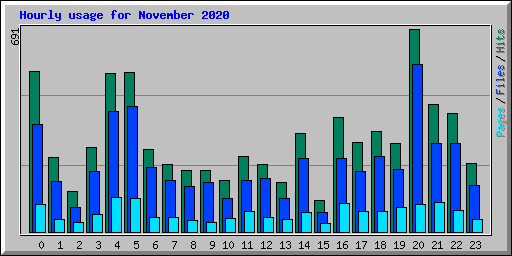 Hourly usage for November 2020
691
Pages/Files/Hits
0 1 2 3 4 5 6 7 8 9 10 11 12 13 14 15 16 17 18 19 20 21 22 23